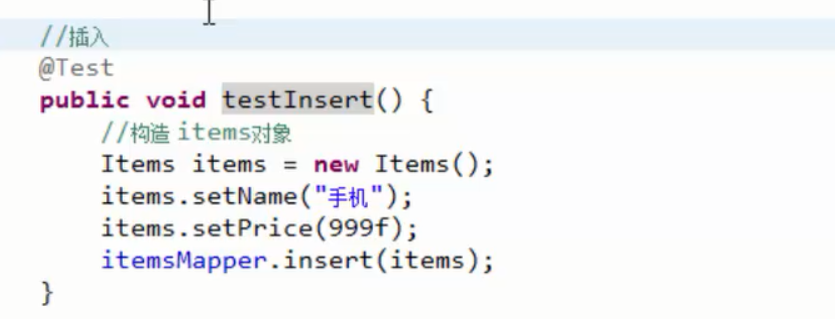 //插入
@Test
public void testInsert() {
//构造 items对象
Items items = new Items();
items.setName("手机");
items.setPrice(999f);
itemsMapper.insert(items);
}